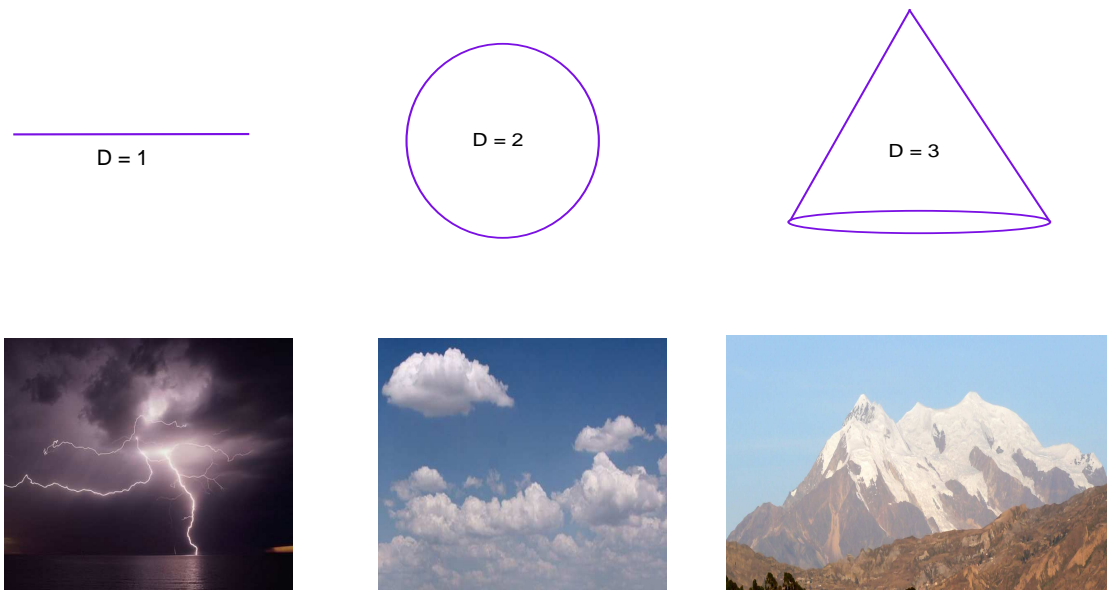 D = 1
D = 2
D = 3